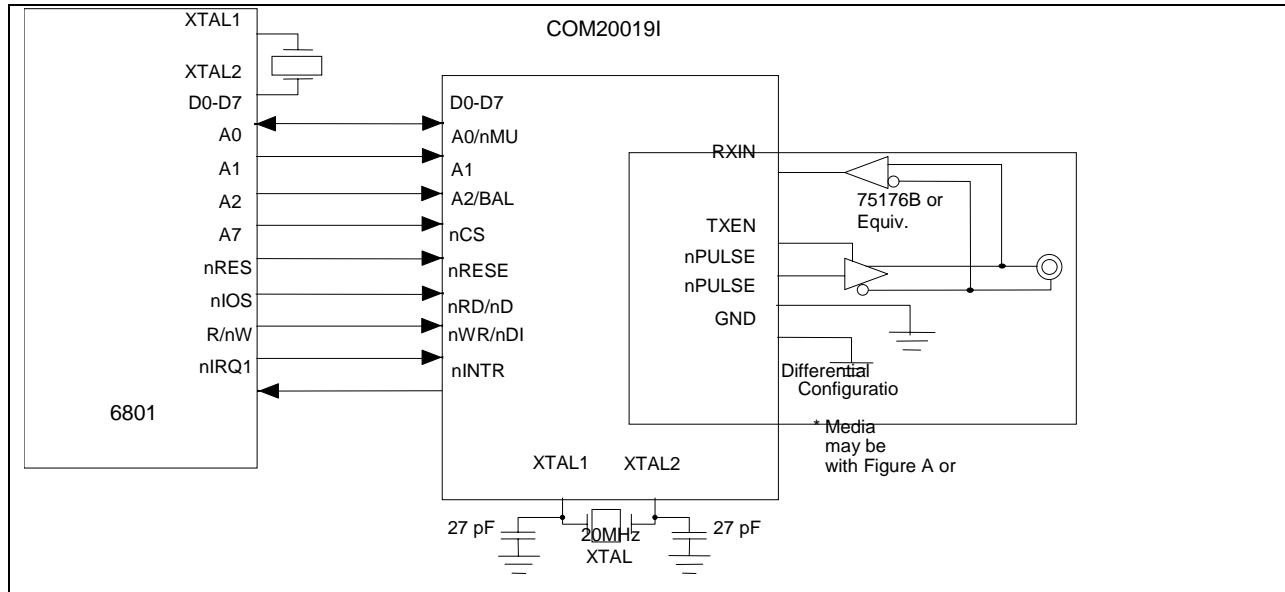 COM20019I
XTAL1
XTAL2
D0-D7
A0
A1
A2
A7
nRES
nIOS
R/nW
nIRQ1
6801
D0-D7
A0/nMU
A1
A2/BAL
nCS
nRESE
nRD/nD
nWR/nDI
nINTR
RXIN
TXEN
nPULSE
nPULSE
GND
75176B or
Equiv.
Differential
Configuratio
* Media
may be
with Figure A or
XTAL1
XTAL2
27 pF
20MHz
XTAL
27 pF